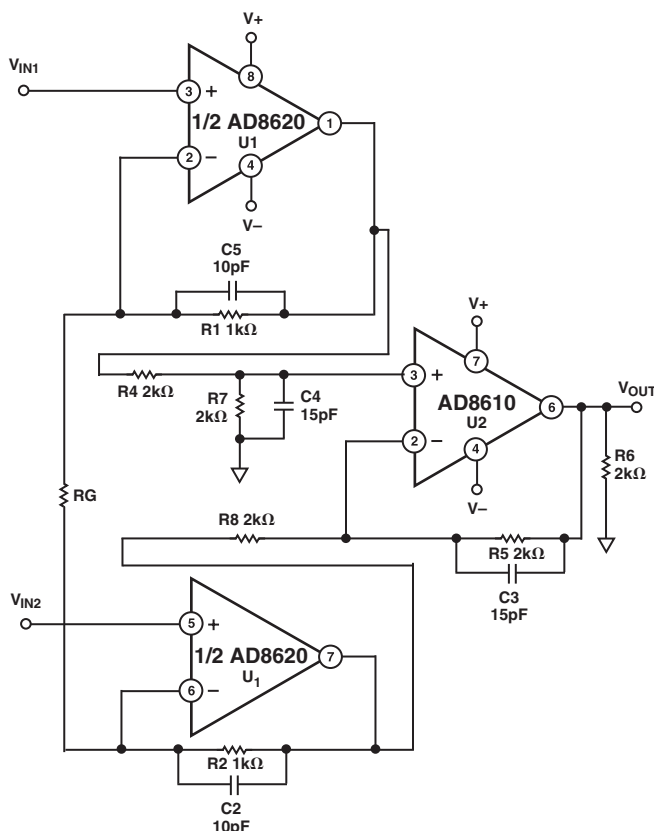 V+
VIN1
8
3
+
1/2 AD8620
1
U1
2
–
4
V–
C5
10pF
R1 1kΩ
V+
7
3
+
R4 2kΩ
R7
2kΩ
C4
15pF
AD8610
6
VOUT
U2
2
–
4
R6
2kΩ
V–
RG
R8 2kΩ
R5 2kΩ
C3
15pF
VIN2
5
+
1/2 AD8620
7
U1
6
–
R2 1kΩ
C2
10pF